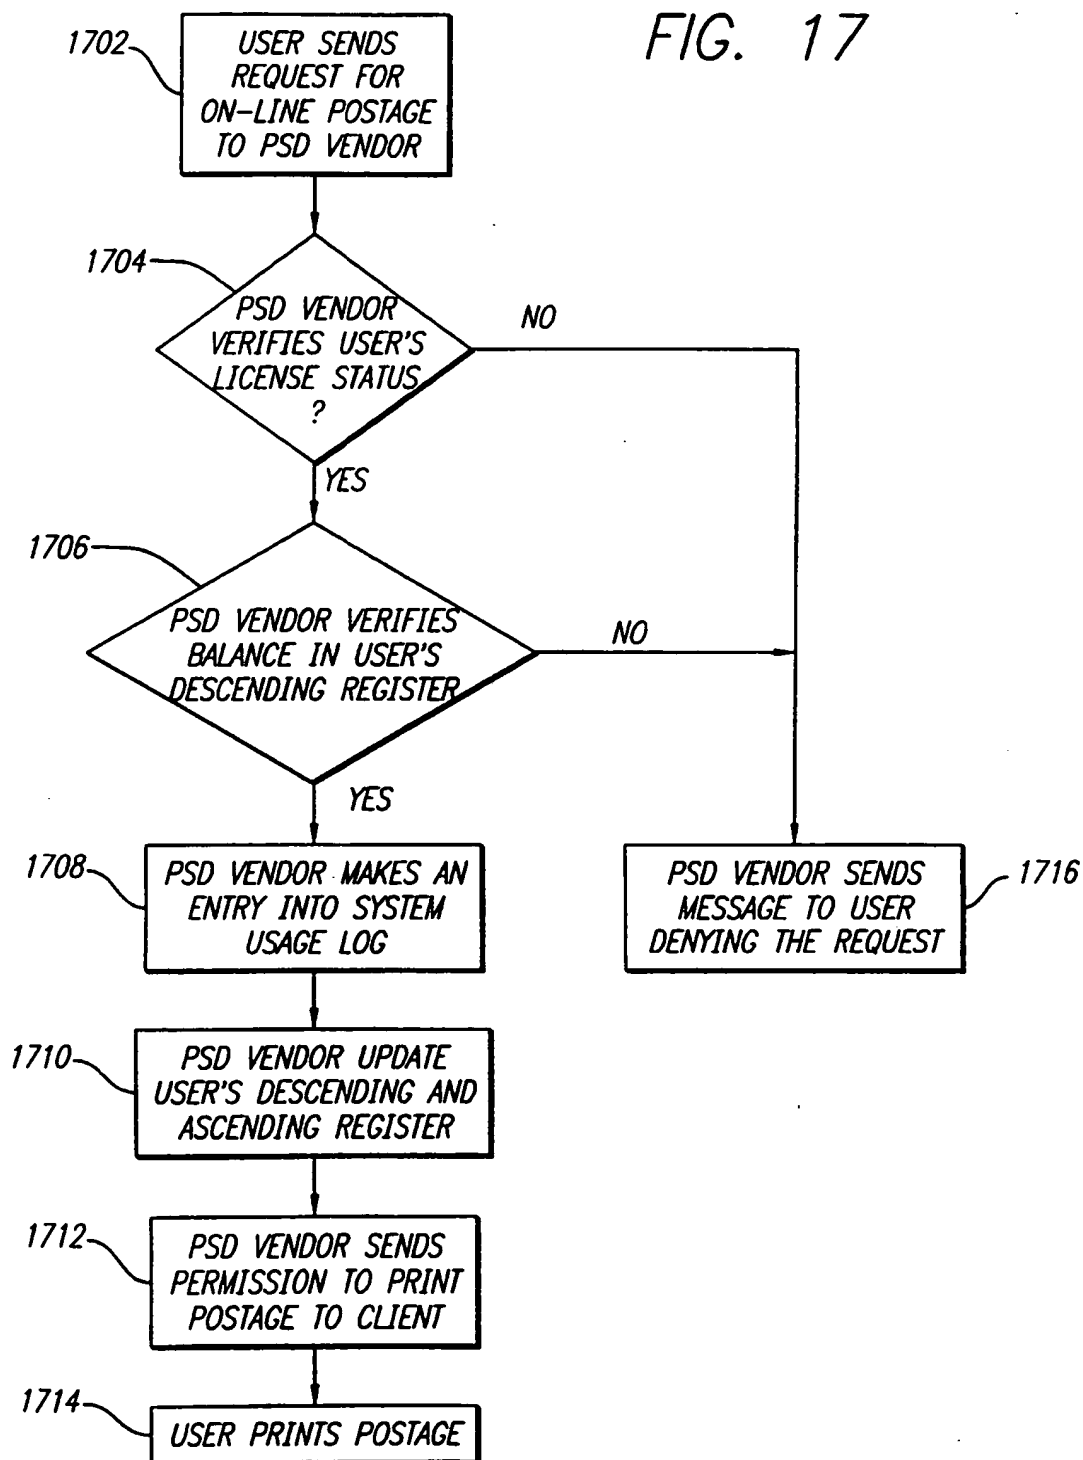 FIG. 17
1702
USER SENDS
REQUEST FOR
ON-LINE POSTAGE
TO PSD VENDOR
1704
PSD VENDOR
VERIFIES USER'S
LICENSE STATUS
?
NO
YES
1706
PSD VENDOR VERIFIES
BALANCE IN USER'S
DESCENDING REGISTER
NO
YES
1708
PSD VENDOR MAKES AN
ENTRY INTO SYSTEM
USAGE LOG
PSD VENDOR SENDS
MESSAGE TO USER
DENYING THE REQUEST
1716
1710
PSD VENDOR UPDATE
USER'S DESCENDING AND
ASCENDING REGISTER
1712
PSD VENDOR SENDS
PERMISSION TO PRINT
POSTAGE TO CLIENT
1714
USER PRINTS POSTAGE